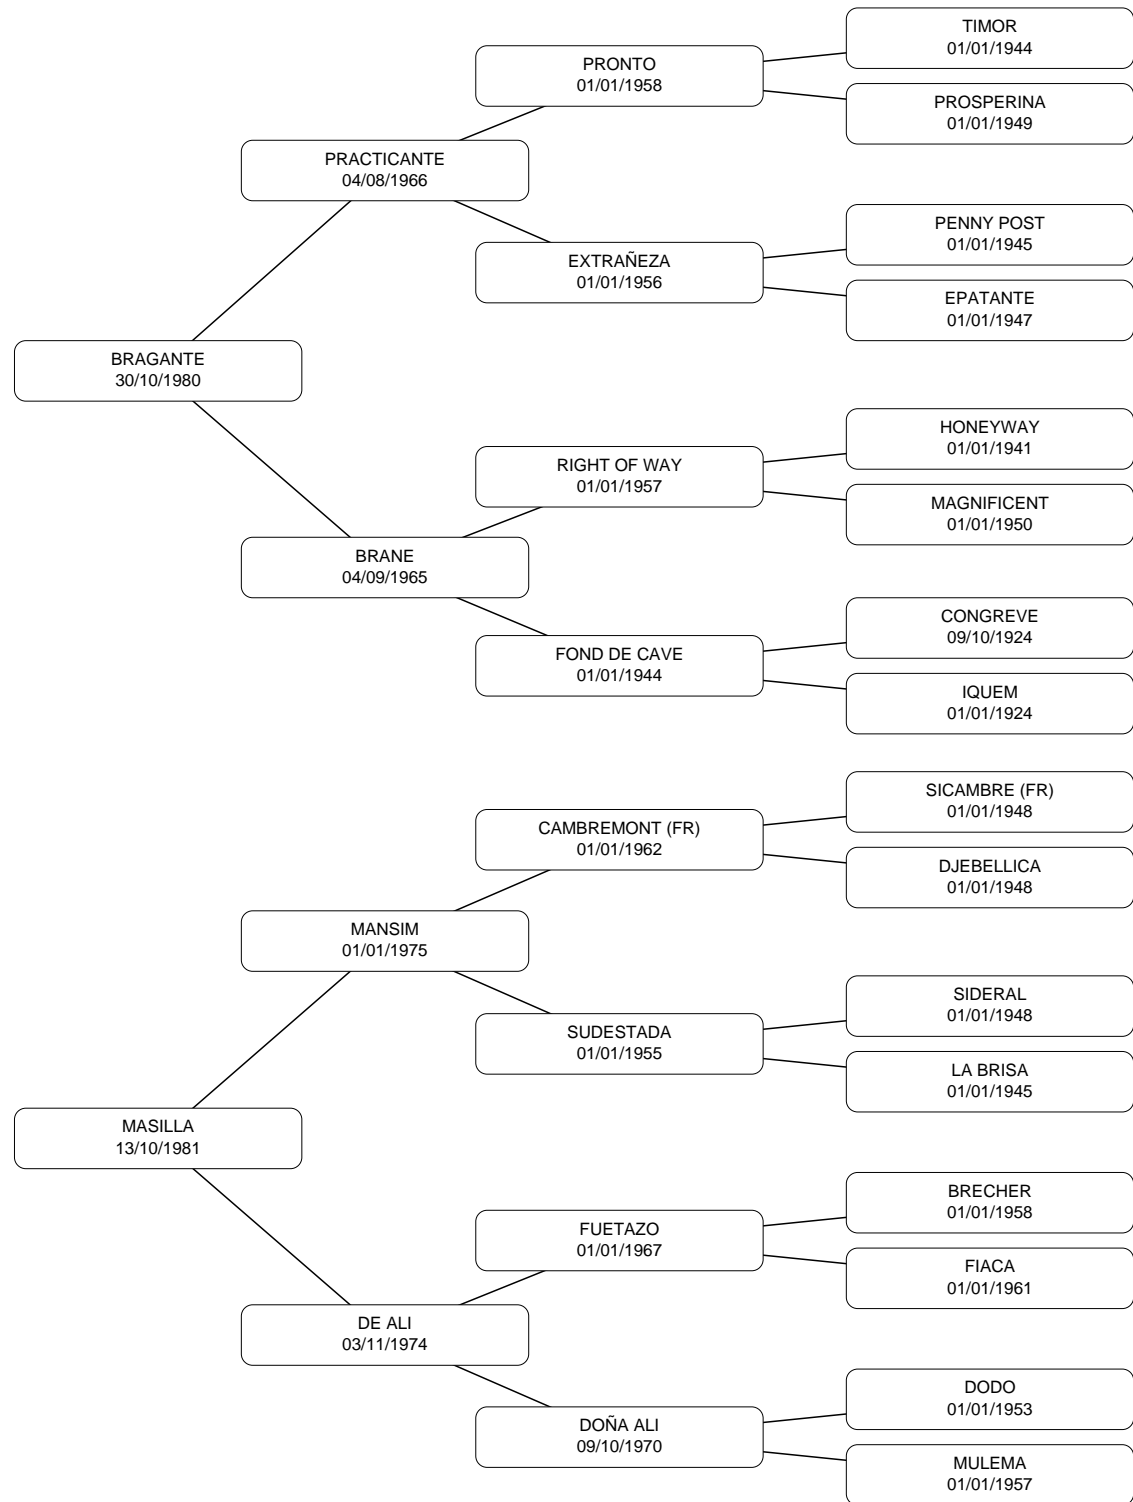 TIMOR
01/01/1944
PRONTO
01/01/1958
PROSPERINA
01/01/1949
PRACTICANTE
04/08/1966
PENNY POST
01/01/1945
EXTRAÑEZA
01/01/1956
EPATANTE
01/01/1947
BRAGANTE
30/10/1980
HONEYWAY
01/01/1941
RIGHT OF WAY
01/01/1957
MAGNIFICENT
01/01/1950
BRANE
04/09/1965
CONGREVE
09/10/1924
FOND DE CAVE
01/01/1944
IQUEM
01/01/1924
SICAMBRE (FR)
01/01/1948
CAMBREMONT (FR)
01/01/1962
DJEBELLICA
01/01/1948
MANSIM
01/01/1975
SIDERAL
01/01/1948
SUDESTADA
01/01/1955
LA BRISA
01/01/1945
MASILLA
13/10/1981
BRECHER
01/01/1958
FUETAZO
01/01/1967
FIACA
01/01/1961
DE ALI
03/11/1974
DODO
01/01/1953
DOÑA ALI
09/10/1970
MULEMA
01/01/1957